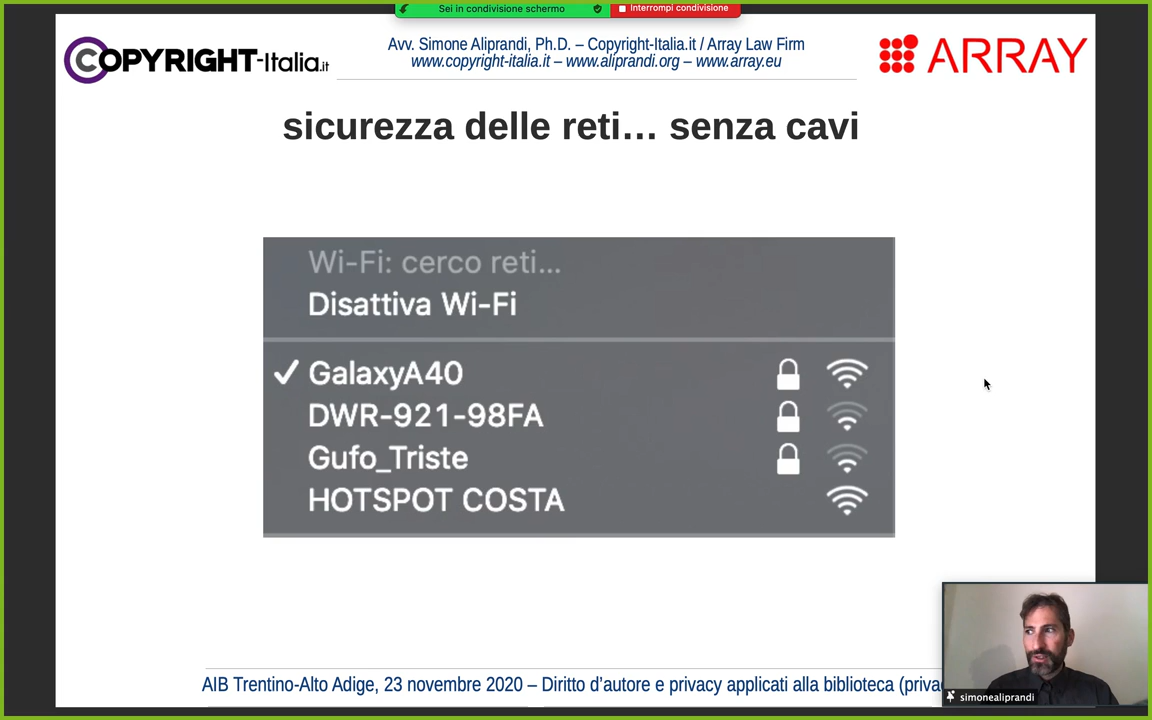 Sei in condivisione schermo
Interrompi condivisione
COPYRIGHT-Italia.it
Avv. Simone Aliprandi, Ph.D. – Copyright-Italia.it / Array Law Firm
www.copyright-italia.it – www.aliprandi.org – www.array.eu
ARRAY
sicurezza delle reti… senza cavi
Wi-Fi: cerco reti...
Disattiva Wi-Fi
✓ GalaxyA40
DWR-921-98FA
Gufo_Triste
HOTSPOT COSTA
AIB Trentino-Alto Adige, 23 novembre 2020 – Diritto d’autore e privacy applicati alla biblioteca
simonealiprandi